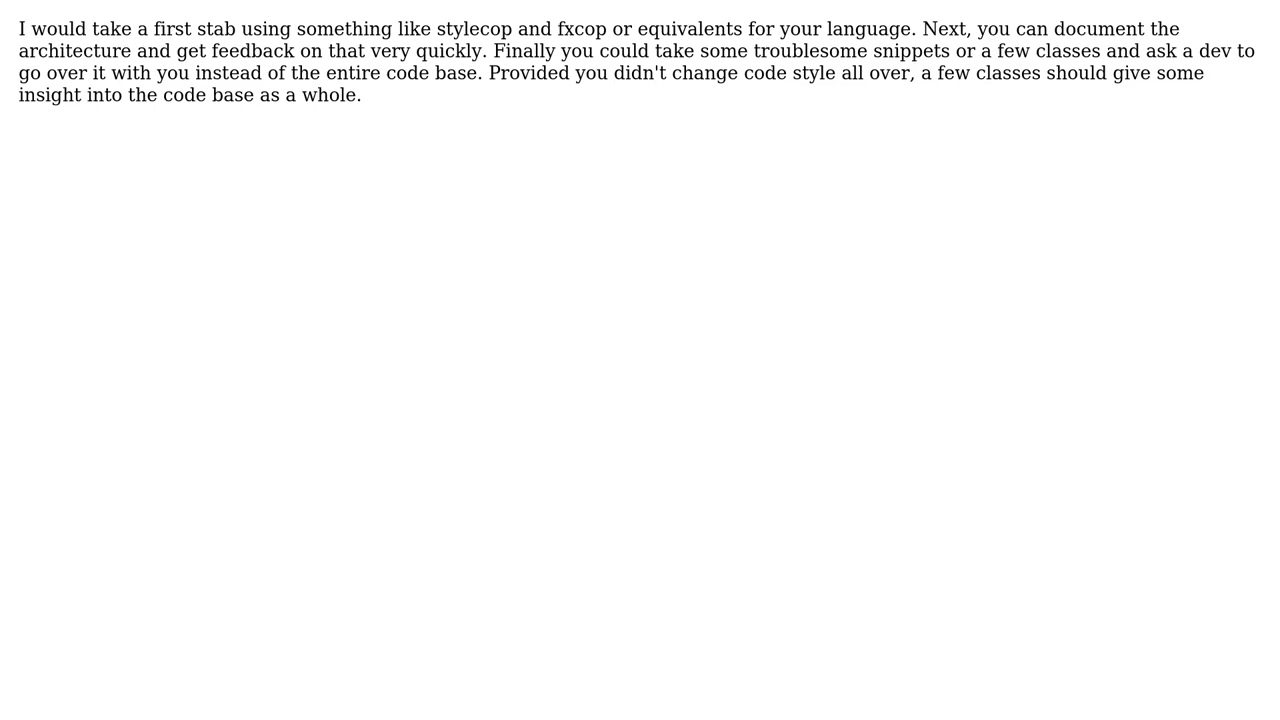 I would take a first stab using something like stylecop and fxcop or equivalents for your language. Next, you can document the
architecture and get feedback on that very quickly. Finally you could take some troublesome snippets or a few classes and ask a dev to
go over it with you instead of the entire code base. Provided you didn't change code style all over, a few classes should give some
insight into the code base as a whole.